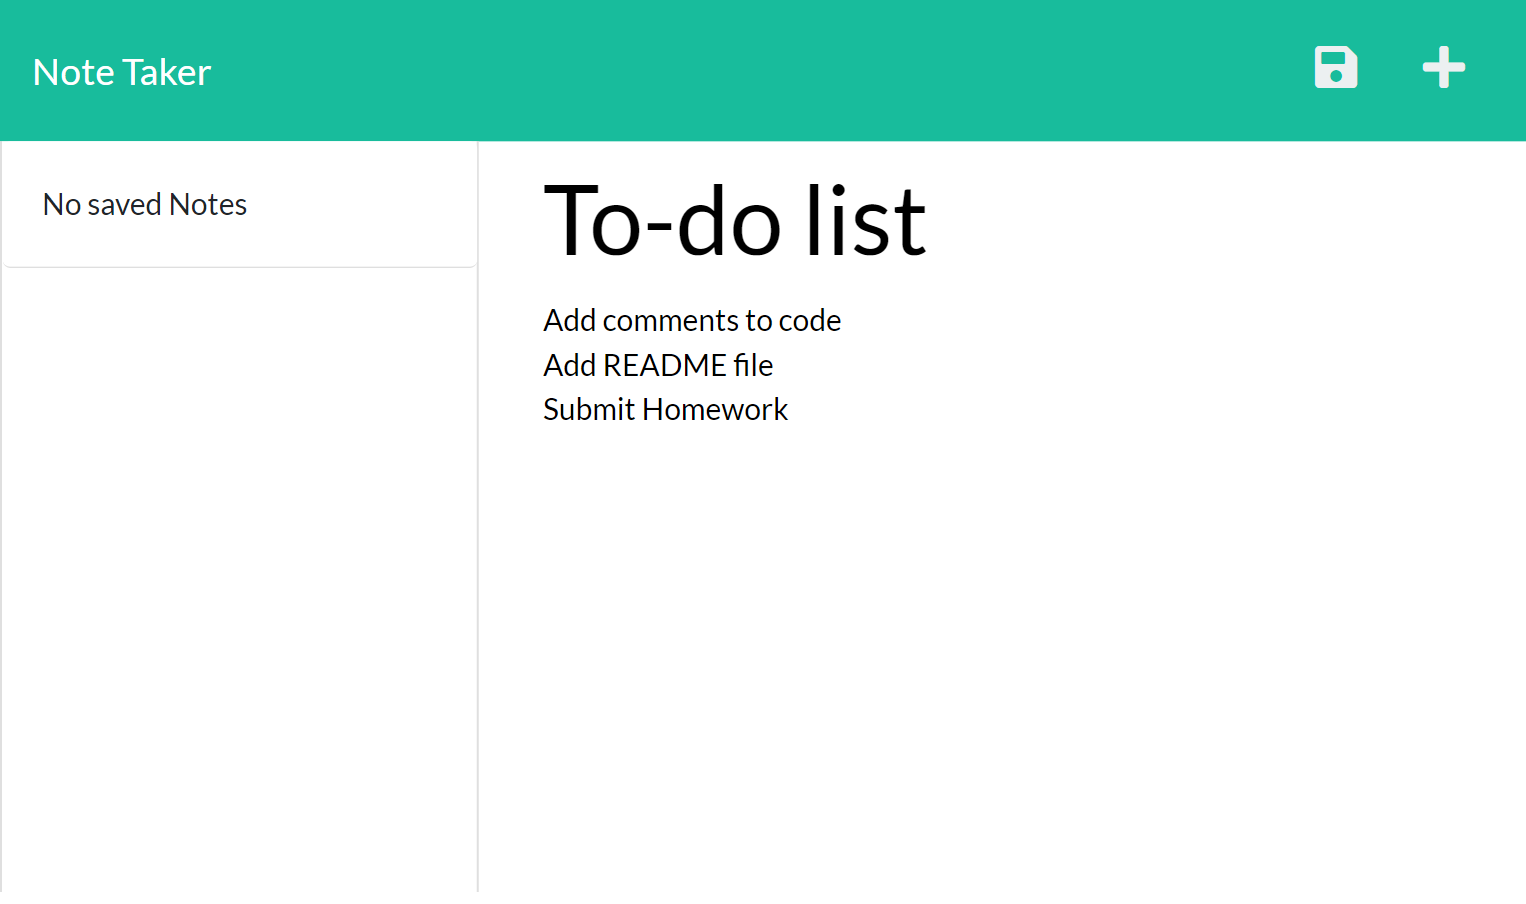 Note Taker
No saved Notes
To-do list
Add comments to code
Add README file
Submit Homework